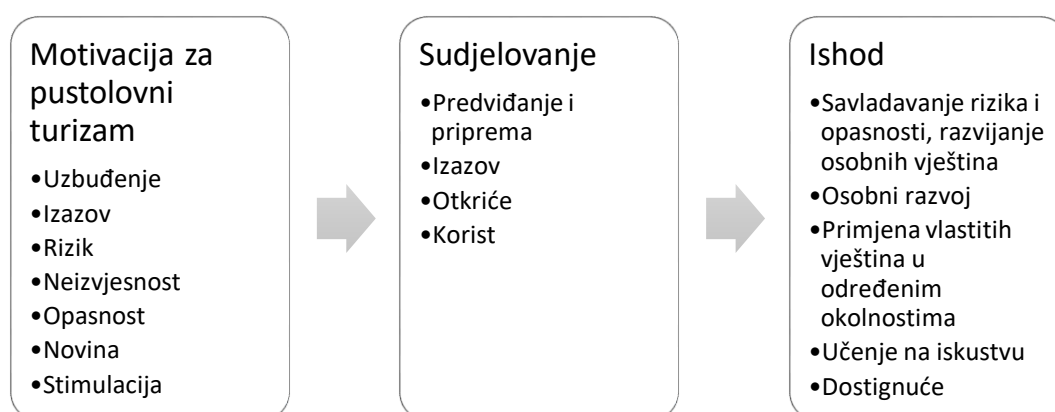 Motivacija za
pustolovni
turizam
•Uzbuđenje
•Izazov
•Rizik
•Neizvjesnost
•Opasnost
•Novina
•Stimulacija
Sudjelovanje
•Predviđanje i
priprema
•Izazov
•Otkriće
•Korist
Ishod
•Savladavanje rizika i
opasnosti, razvijanje
osobnih vještina
•Osobni razvoj
•Primjena vlastitih
vještina u
određenim
okolnostima
•Učenje na iskustvu
•Dostignuće